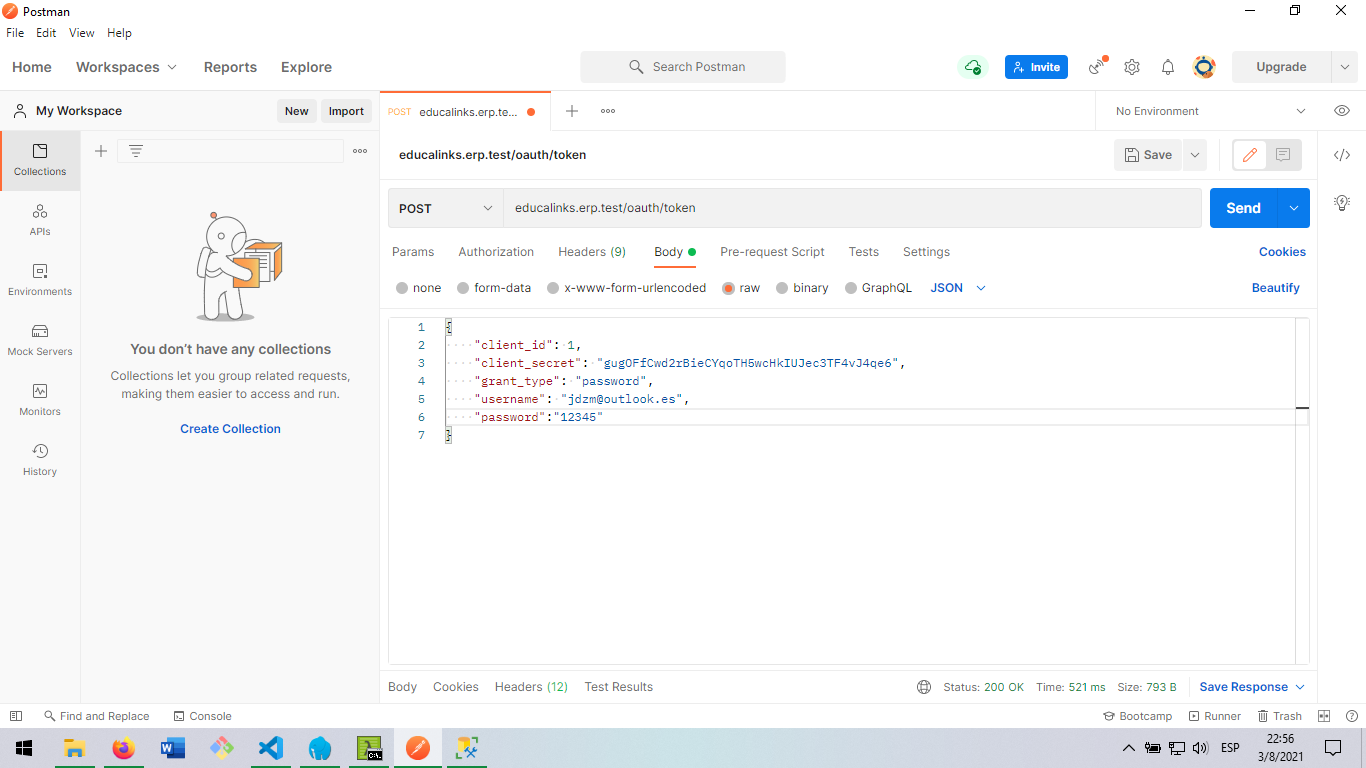 Postman
File Edit View Help
Home Workspaces Reports Explore
Search Postman
Invite
Upgrade
My Workspace
New Import
POST educalinks.erp.te...
No Environment
Collections
APIs
Environments
Mock Servers
Monitors
History
You don't have any collections
Collections let you group related requests,
making them easier to access and run.
Create Collection
educalinks.erp.test/oauth/token
Save
POST educalinks.erp.test/oauth/token
Send
Params Authorization Headers (9) Body Pre-request Script Tests Settings Cookies
none form-data x-www-form-urlencoded raw binary GraphQL JSON Beautify
1 {
2 "client_id": 1,
3 "client_secret": "gugOFfCwd2rBieCYqoTH5wcHkIUJec3TF4vJ4qe6",
4 "grant_type": "password",
5 "username": "jdzm@outlook.es",
6 "password":"12345"
7 }
Body Cookies Headers (12) Test Results
Status: 200 OK Time: 521 ms Size: 793 B Save Response
Find and Replace Console
Bootcamp Runner Trash
ESP
22:56
3/8/2021